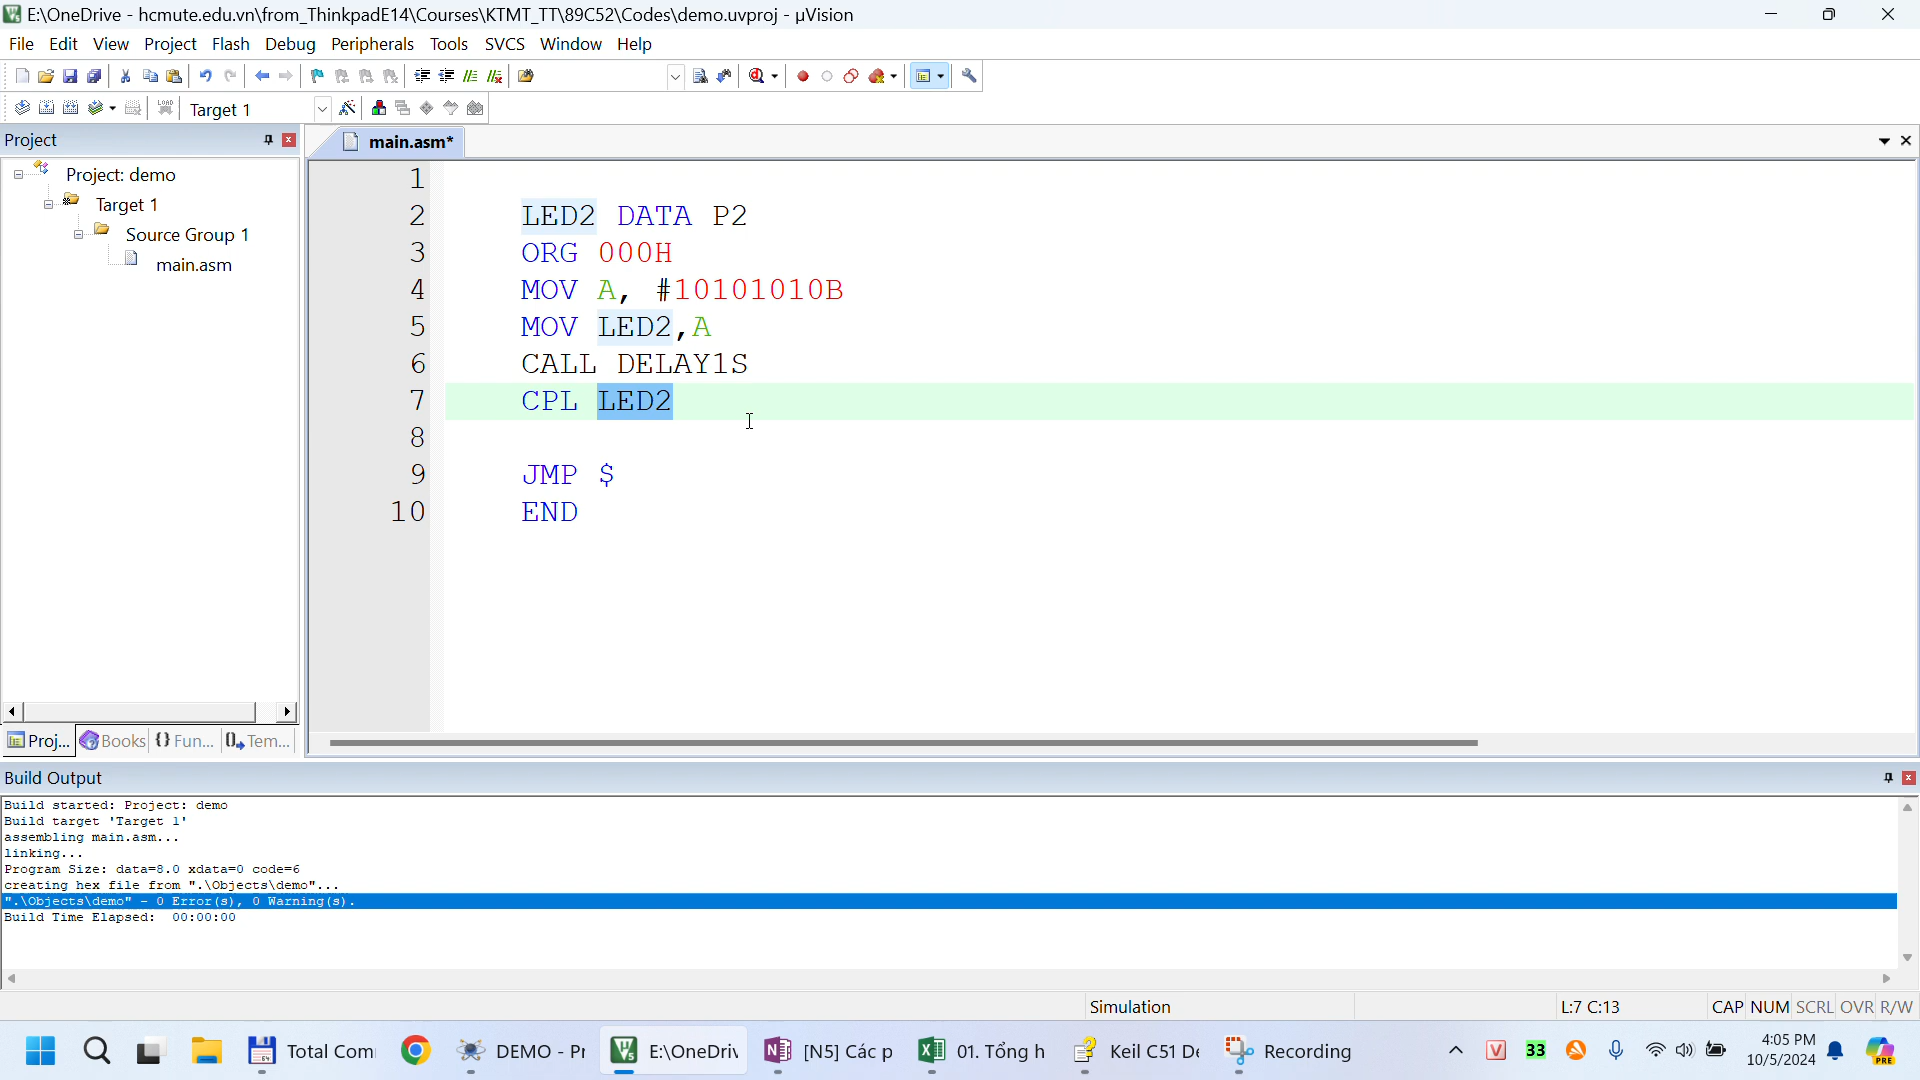 E:\OneDrive - hcmute.edu.vn\from_ThinkpadE14\Courses\KTMT_TT\89C52\Codes\demo.uvproj - µVision
File Edit View Project Flash Debug Peripherals Tools SVCS Window Help
LOAD Target 1
Project
Project: demo
Target 1
Source Group 1
main.asm
Proj... Books {} Fun... Tem...
main.asm*
1
2 LED2 DATA P2
3 ORG 000H
4 MOV A, #10101010B
5 MOV LED2,A
6 CALL DELAY1S
7 CPL LED2
8
9 JMP $
10 END
Build Output
Build started: Project: demo
Build target 'Target 1'
assembling main.asm...
linking...
Program Size: data=8.0 xdata=0 code=6
creating hex file from ".\Objects\demo"...
".\Objects\demo" - 0 Error(s), 0 Warning(s).
Build Time Elapsed: 00:00:00
Simulation L:7 C:13 CAP NUM SCRL OVR R/W
Total Com DEMO - Pr E:\OneDriv [N5] Các p 01. Tổng h Keil C51 De Recording V 33 4:05 PM PRE
10/5/2024